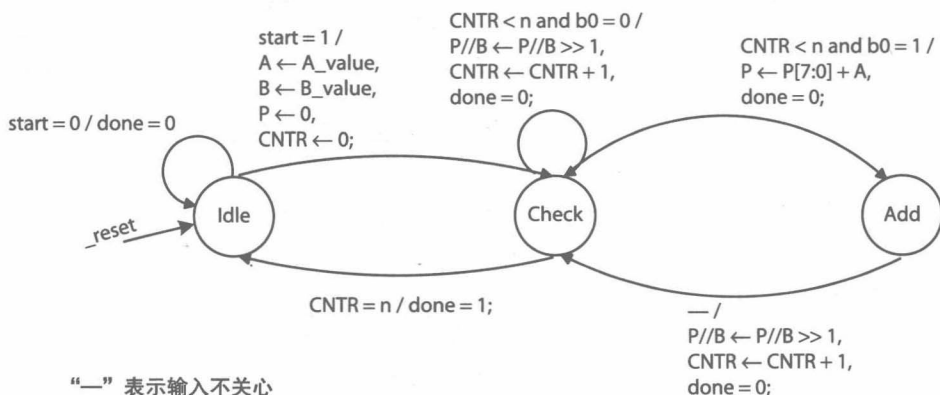 start = 0 / done = 0
start = 1 /
A ← A_value,
B ← B_value,
P ← 0,
CNTR ← 0;
CNTR < n and b0 = 0 /
P//B ← P//B >> 1,
CNTR ← CNTR + 1,
done = 0;
CNTR < n and b0 = 1 /
P ← P[7:0] + A,
done = 0;
_reset
Idle
Check
Add
CNTR = n / done = 1;
— /
P//B ← P//B >> 1,
CNTR ← CNTR + 1,
done = 0;
“—” 表示输入不关心